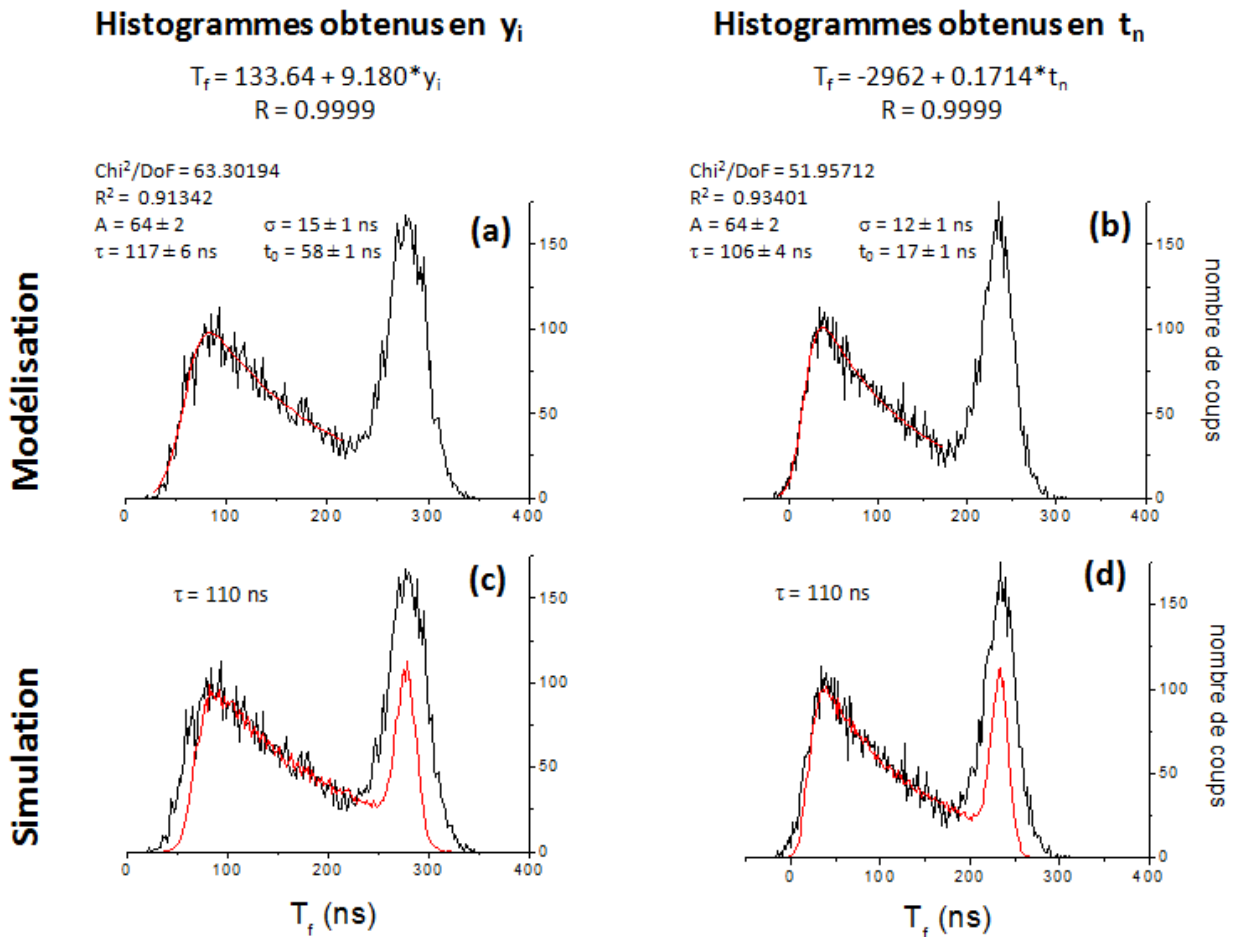 Histogrammes obtenus en yi
Histogrammes obtenus en tn
Tf = 133.64 + 9.180*yi
R = 0.9999
Tf = -2962 + 0.1714*tn
R = 0.9999
Modélisation
Chi²/DoF = 63.30194
R² = 0.91342
A = 64 ± 2
σ = 15 ± 1 ns
τ = 117 ± 6 ns
t₀ = 58 ± 1 ns
(a)
150
100
50
0
0 100 200 300 400
Chi²/DoF = 51.95712
R² = 0.93401
A = 64 ± 2
σ = 12 ± 1 ns
τ = 106 ± 4 ns
t₀ = 17 ± 1 ns
(b)
150
100
50
0
nombre de coups
0 100 200 300 400
Simulation
τ = 110 ns
(c)
150
100
50
0
0 100 200 300 400
Tf (ns)
τ = 110 ns
(d)
150
100
50
0
nombre de coups
0 100 200 300 400
Tf (ns)